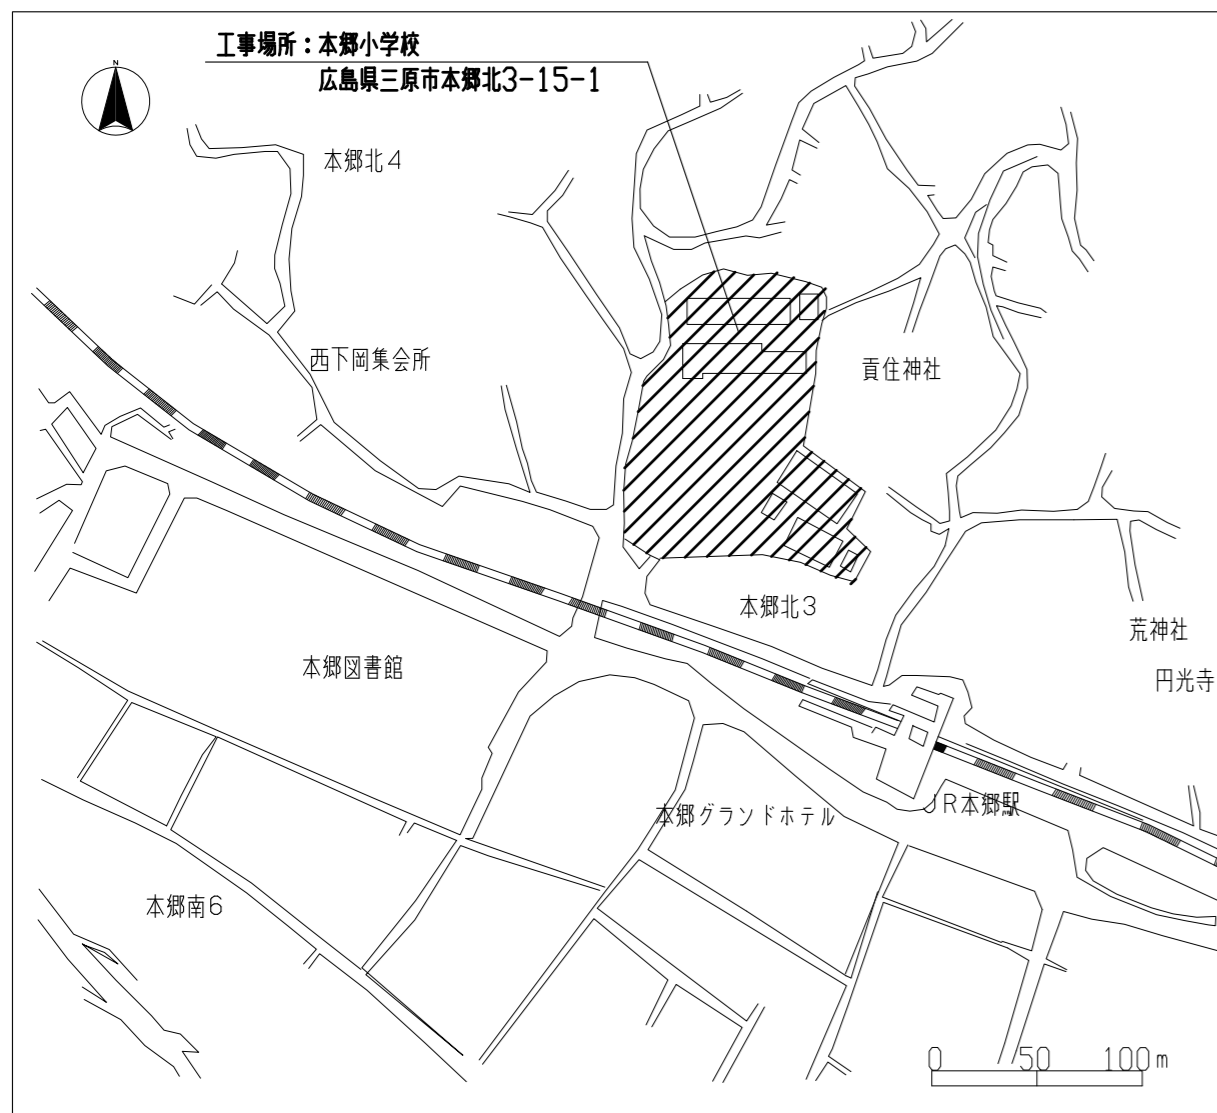 工事場所：本郷小学校
広島県三原市本郷北3-15-1
N
本郷北4
西下岡集会所
貢住神社
本郷北3
荒神社
円光寺
本郷図書館
本郷グランドホテル
JR本郷駅
本郷南6
0 50 100m